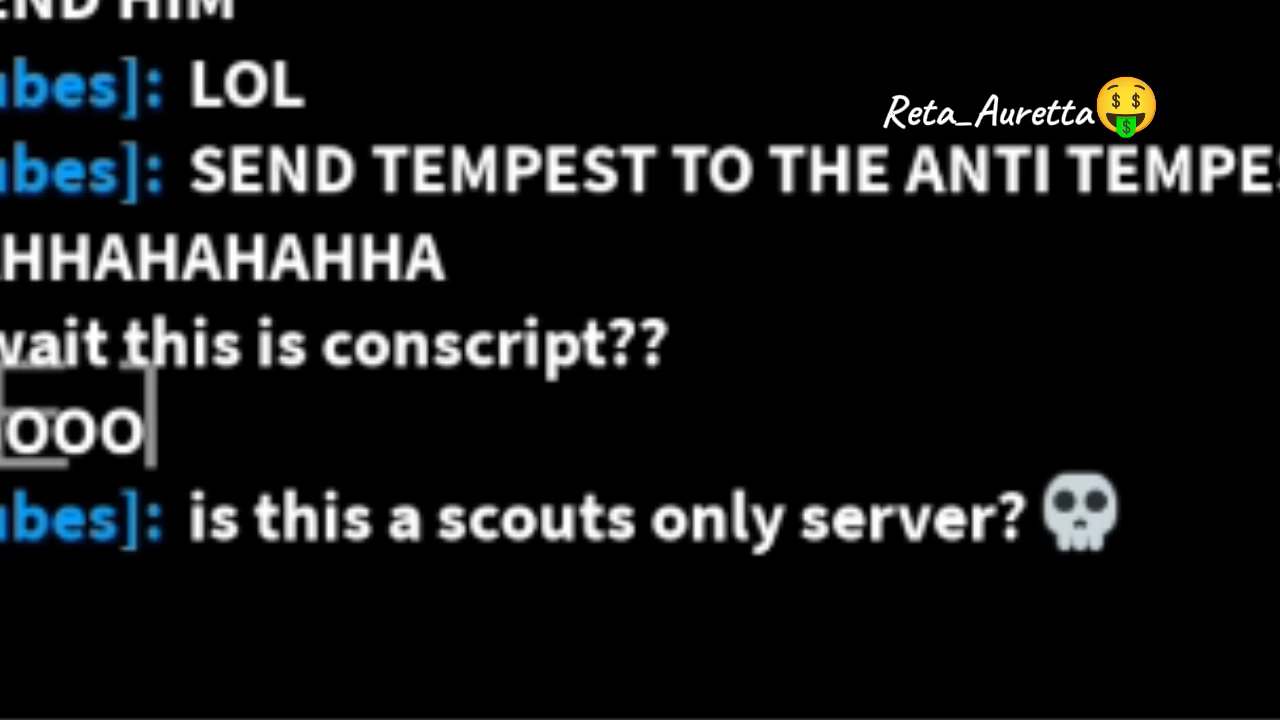 END HIM
ubes]: LOL
Reta_Auretta🤑
ubes]: SEND TEMPEST TO THE ANTI TEMPES
HHAHAHAHHA
wait this is conscript??
ooo
ubes]: is this a scouts only server? 💀